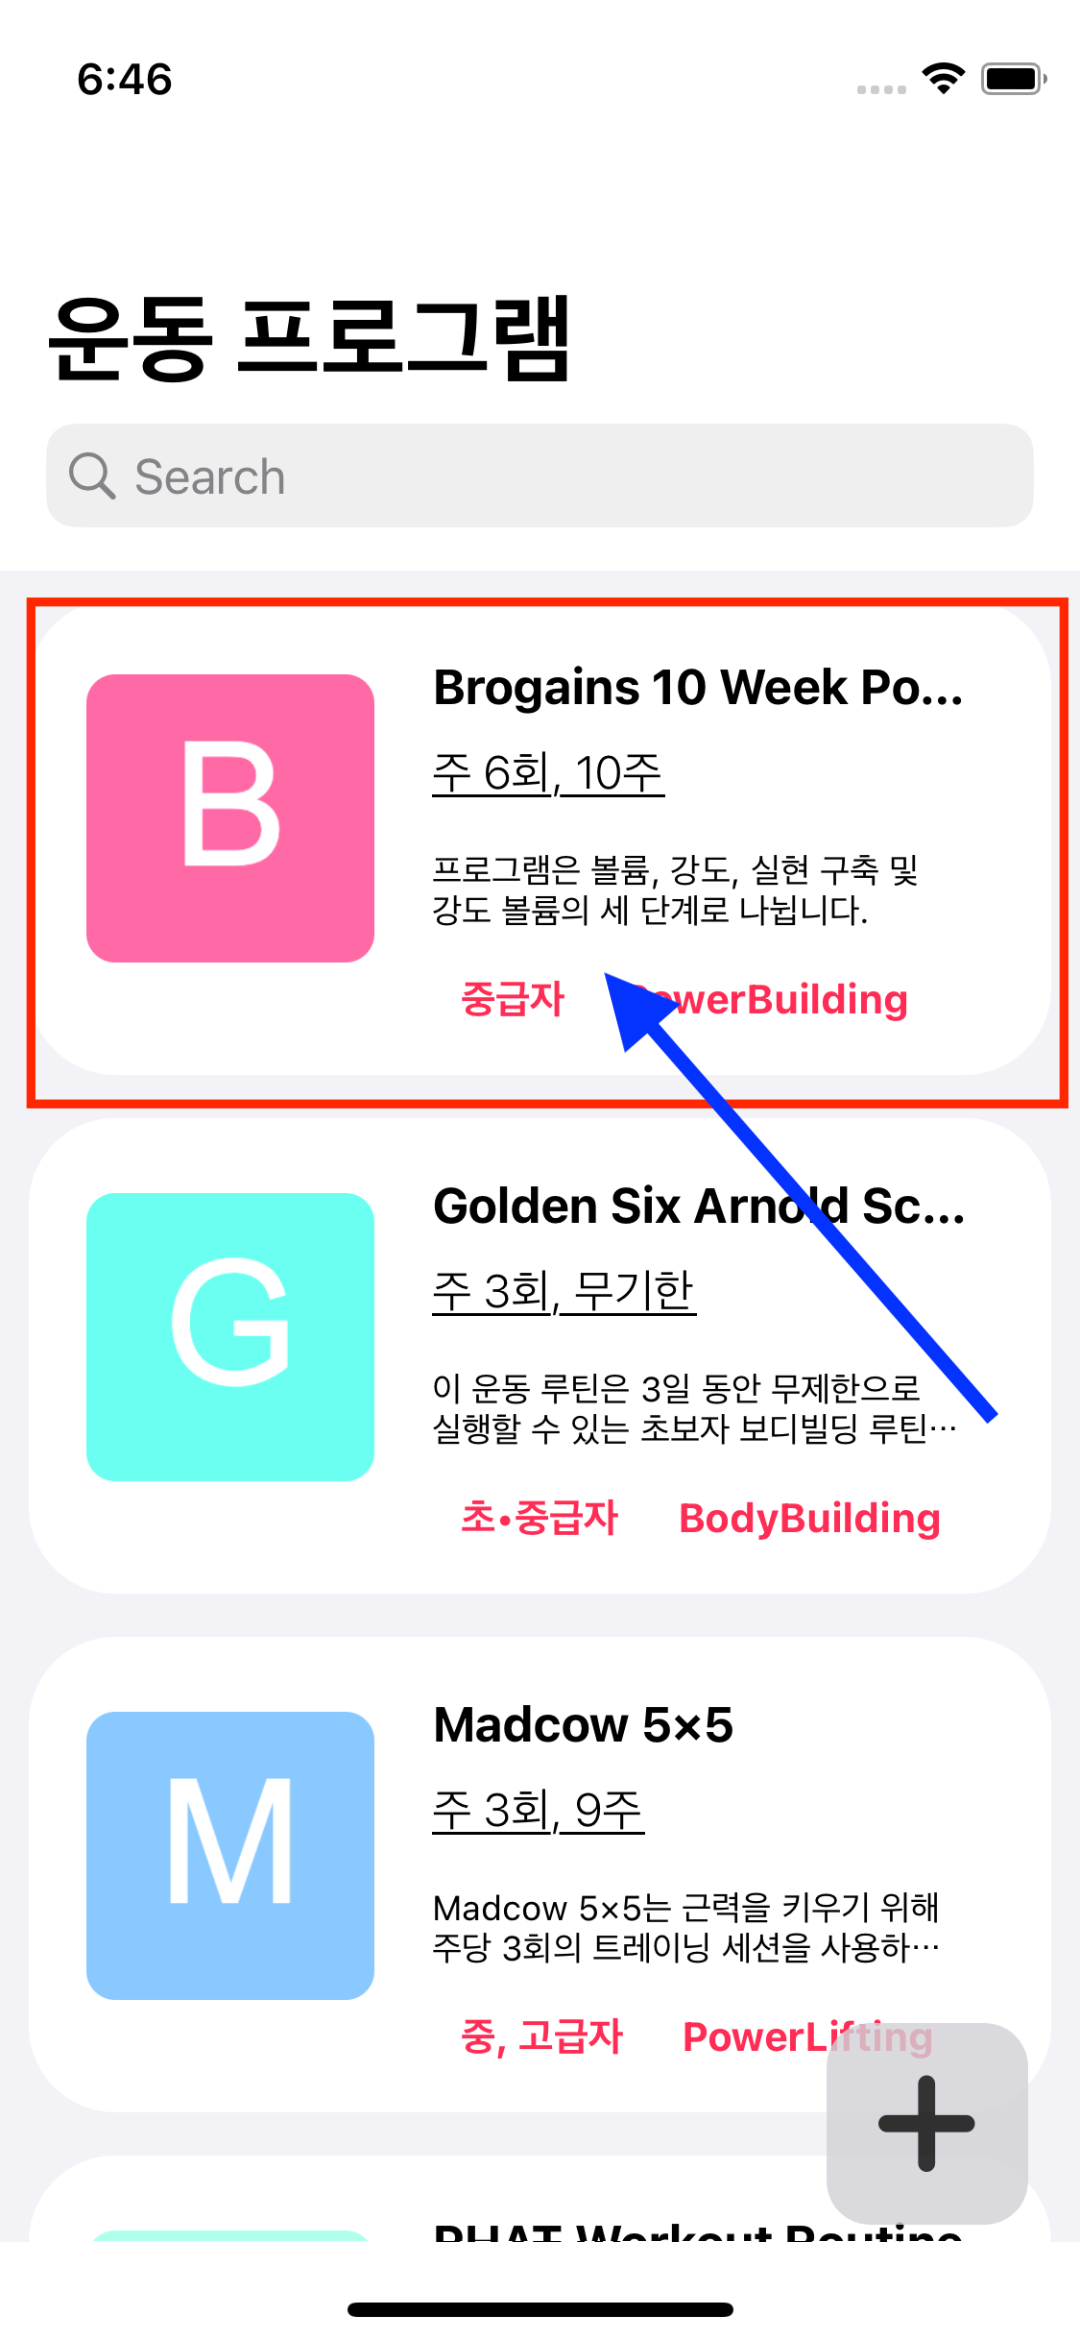 6:46
운동 프로그램
Search
B
Brogains 10 Week Po...
주 6회, 10주
프로그램은 볼륨, 강도, 실현 구축 및
강도 볼륨의 세 단계로 나뉩니다.
중급자 PowerBuilding
G
Golden Six Arnold Sc...
주 3회, 무기한
이 운동 루틴은 3일 동안 무제한으로
실행할 수 있는 초보자 보디빌딩 루틴…
초•중급자 BodyBuilding
M
Madcow 5×5
주 3회, 9주
Madcow 5×5는 근력을 키우기 위해
주당 3회의 트레이닝 세션을 사용하…
중, 고급자 PowerLifting
PHAT Workout Routine